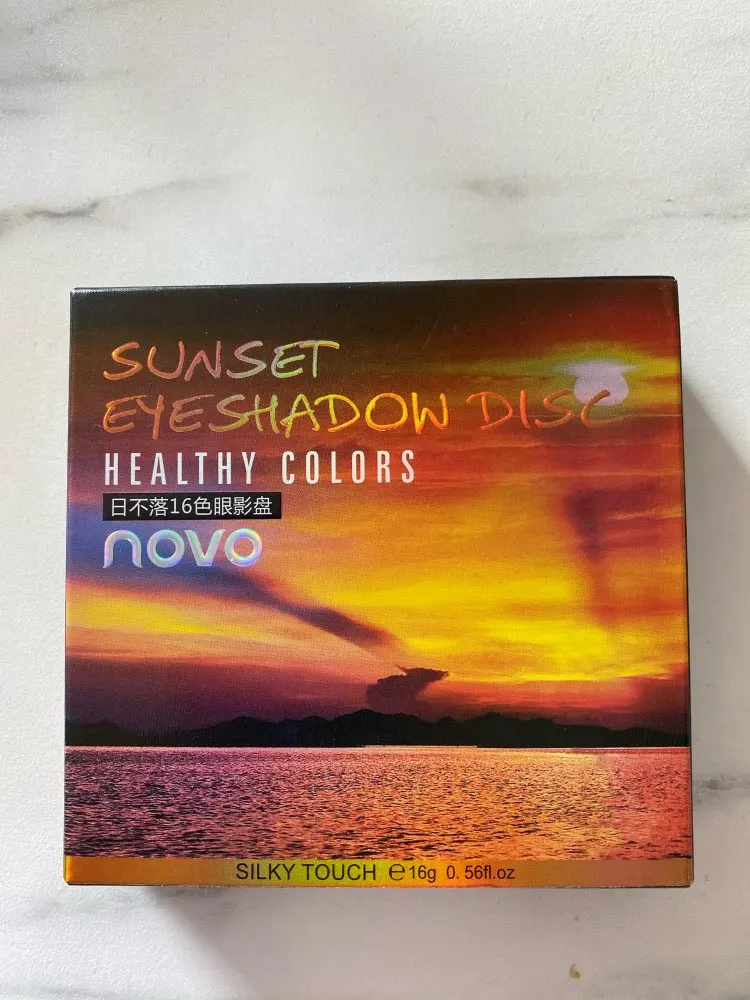 SUNSET
EYESHADOW DISC
HEALTHY COLORS
日不落16色眼影盘
novo
SILKY TOUCH ℮16g 0. 56fl.oz